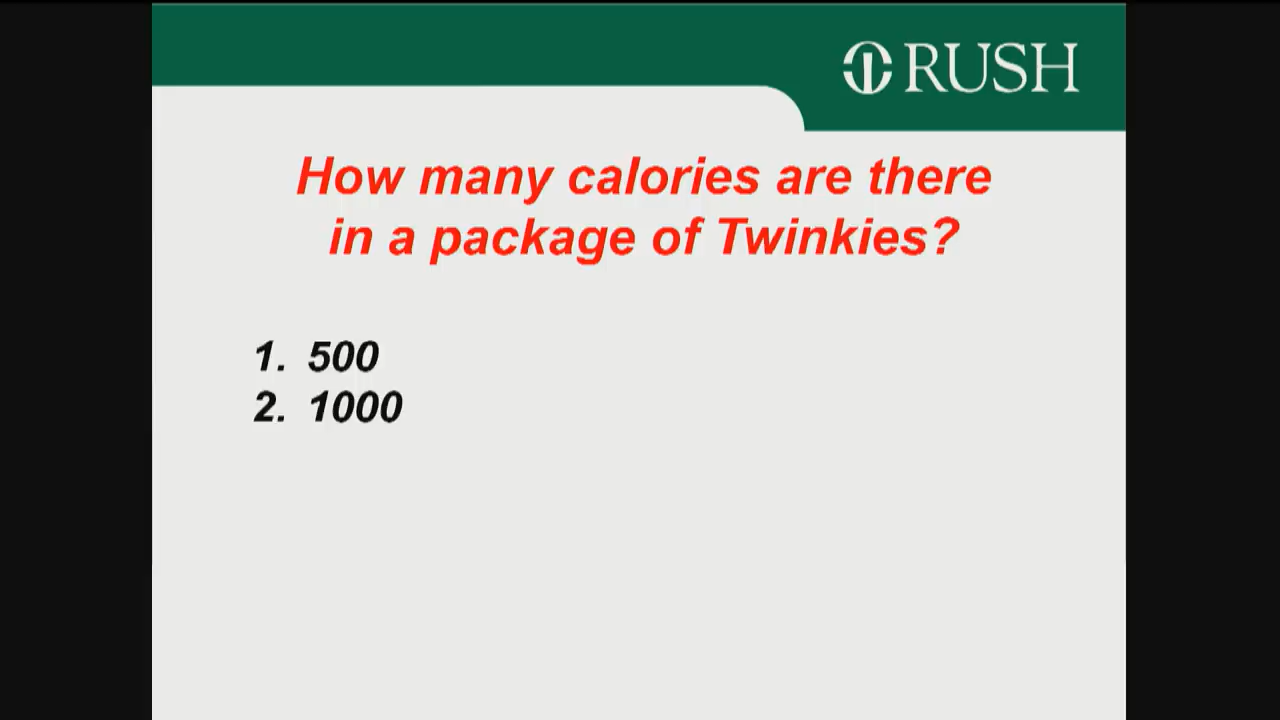 RUSH
How many calories are there
in a package of Twinkies?
1. 500
2. 1000